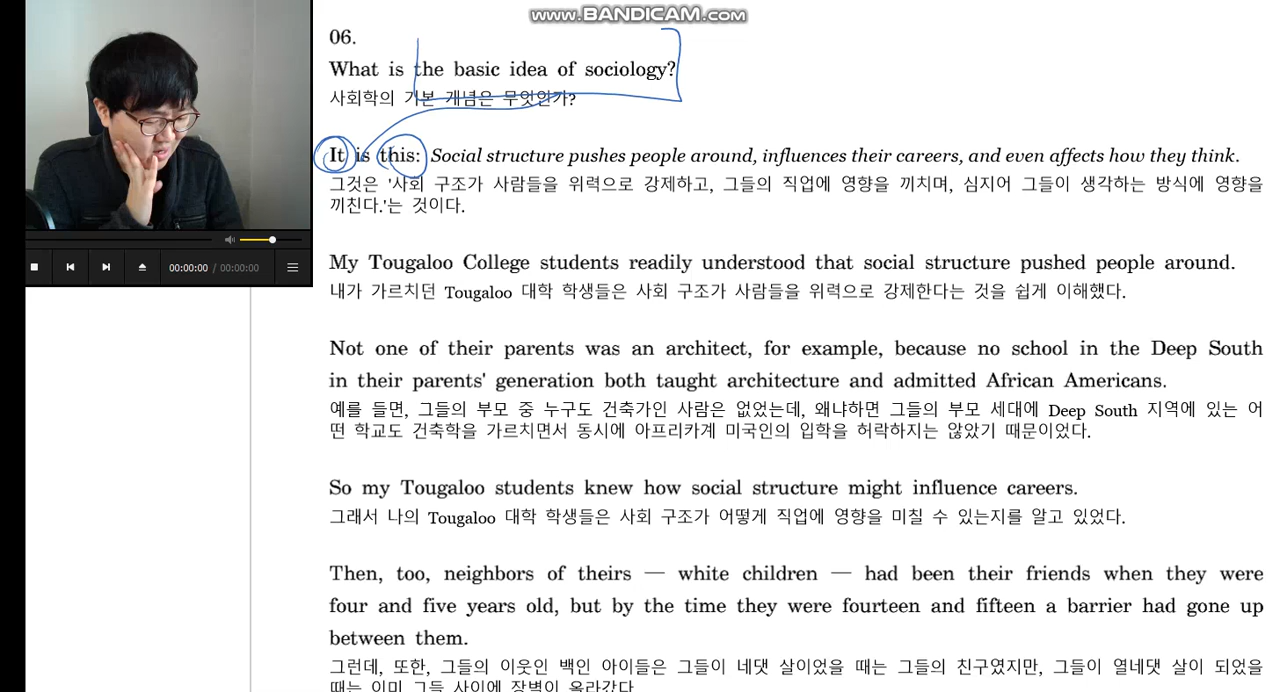 www.BANDICAM.com
06.
What is the basic idea of sociology?
사회학의 기본 개념은 무엇인가?
It is this: Social structure pushes people around, influences their careers, and even affects how they think.
그것은 '사회 구조가 사람들을 위력으로 강제하고, 그들의 직업에 영향을 끼치며, 심지어 그들이 생각하는 방식에 영향을
끼친다.'는 것이다.
00:00:00 / 00:00:00
My Tougaloo College students readily understood that social structure pushed people around.
내가 가르치던 Tougaloo 대학 학생들은 사회 구조가 사람들을 위력으로 강제한다는 것을 쉽게 이해했다.
Not one of their parents was an architect, for example, because no school in the Deep South
in their parents' generation both taught architecture and admitted African Americans.
예를 들면, 그들의 부모 중 누구도 건축가인 사람은 없었는데, 왜냐하면 그들의 부모 세대에 Deep South 지역에 있는 어
떤 학교도 건축학을 가르치면서 동시에 아프리카계 미국인의 입학을 허락하지는 않았기 때문이었다.
So my Tougaloo students knew how social structure might influence careers.
그래서 나의 Tougaloo 대학 학생들은 사회 구조가 어떻게 직업에 영향을 미칠 수 있는지를 알고 있었다.
Then, too, neighbors of theirs — white children — had been their friends when they were
four and five years old, but by the time they were fourteen and fifteen a barrier had gone up
between them.
그런데, 또한, 그들의 이웃인 백인 아이들은 그들이 네댓 살이었을 때는 그들의 친구였지만, 그들이 열네댓 살이 되었을
때는 이미 그들 사이에 장벽이 올라갔다